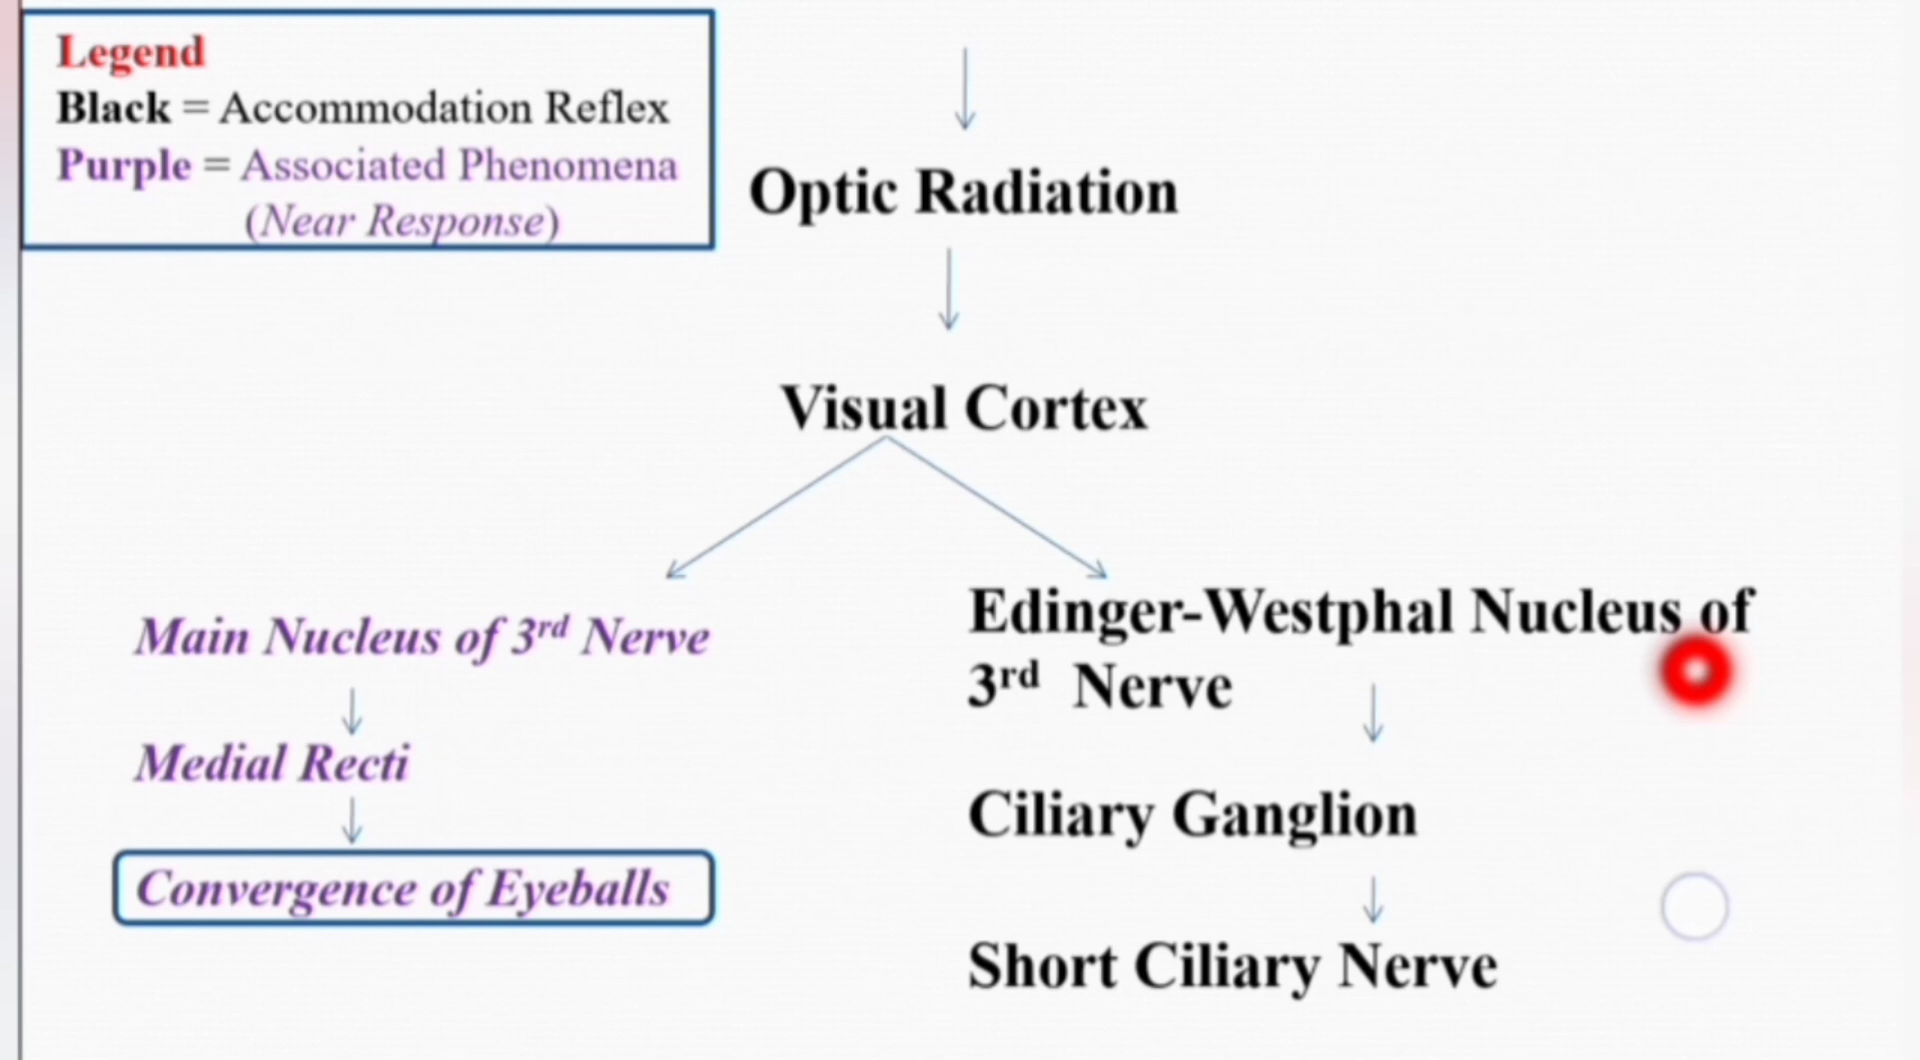 Legend
Black = Accommodation Reflex
Purple = Associated Phenomena
(Near Response)
Optic Radiation
Visual Cortex
Main Nucleus of 3rd Nerve
Medial Recti
Convergence of Eyeballs
Edinger-Westphal Nucleus of
3rd Nerve
Ciliary Ganglion
Short Ciliary Nerve